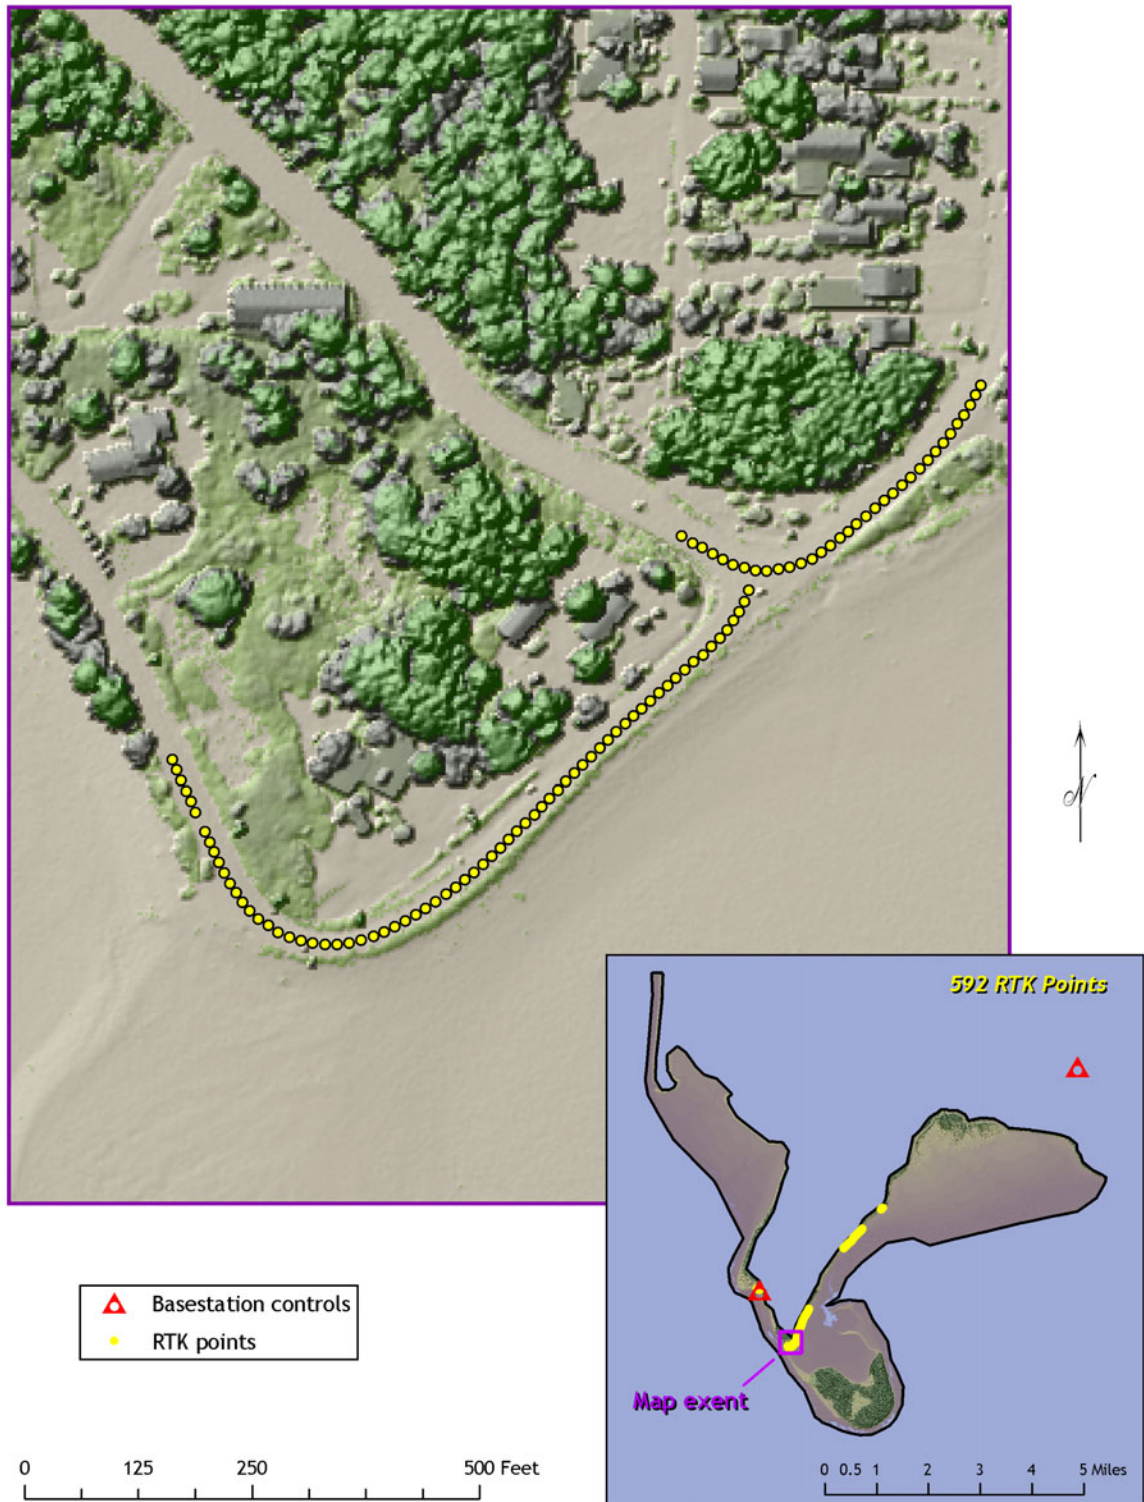 N
592 RTK Points
Map exent
Basestation controls
RTK points
0 125 250 500 Feet
0 0.5 1 2 3 4 5 Miles